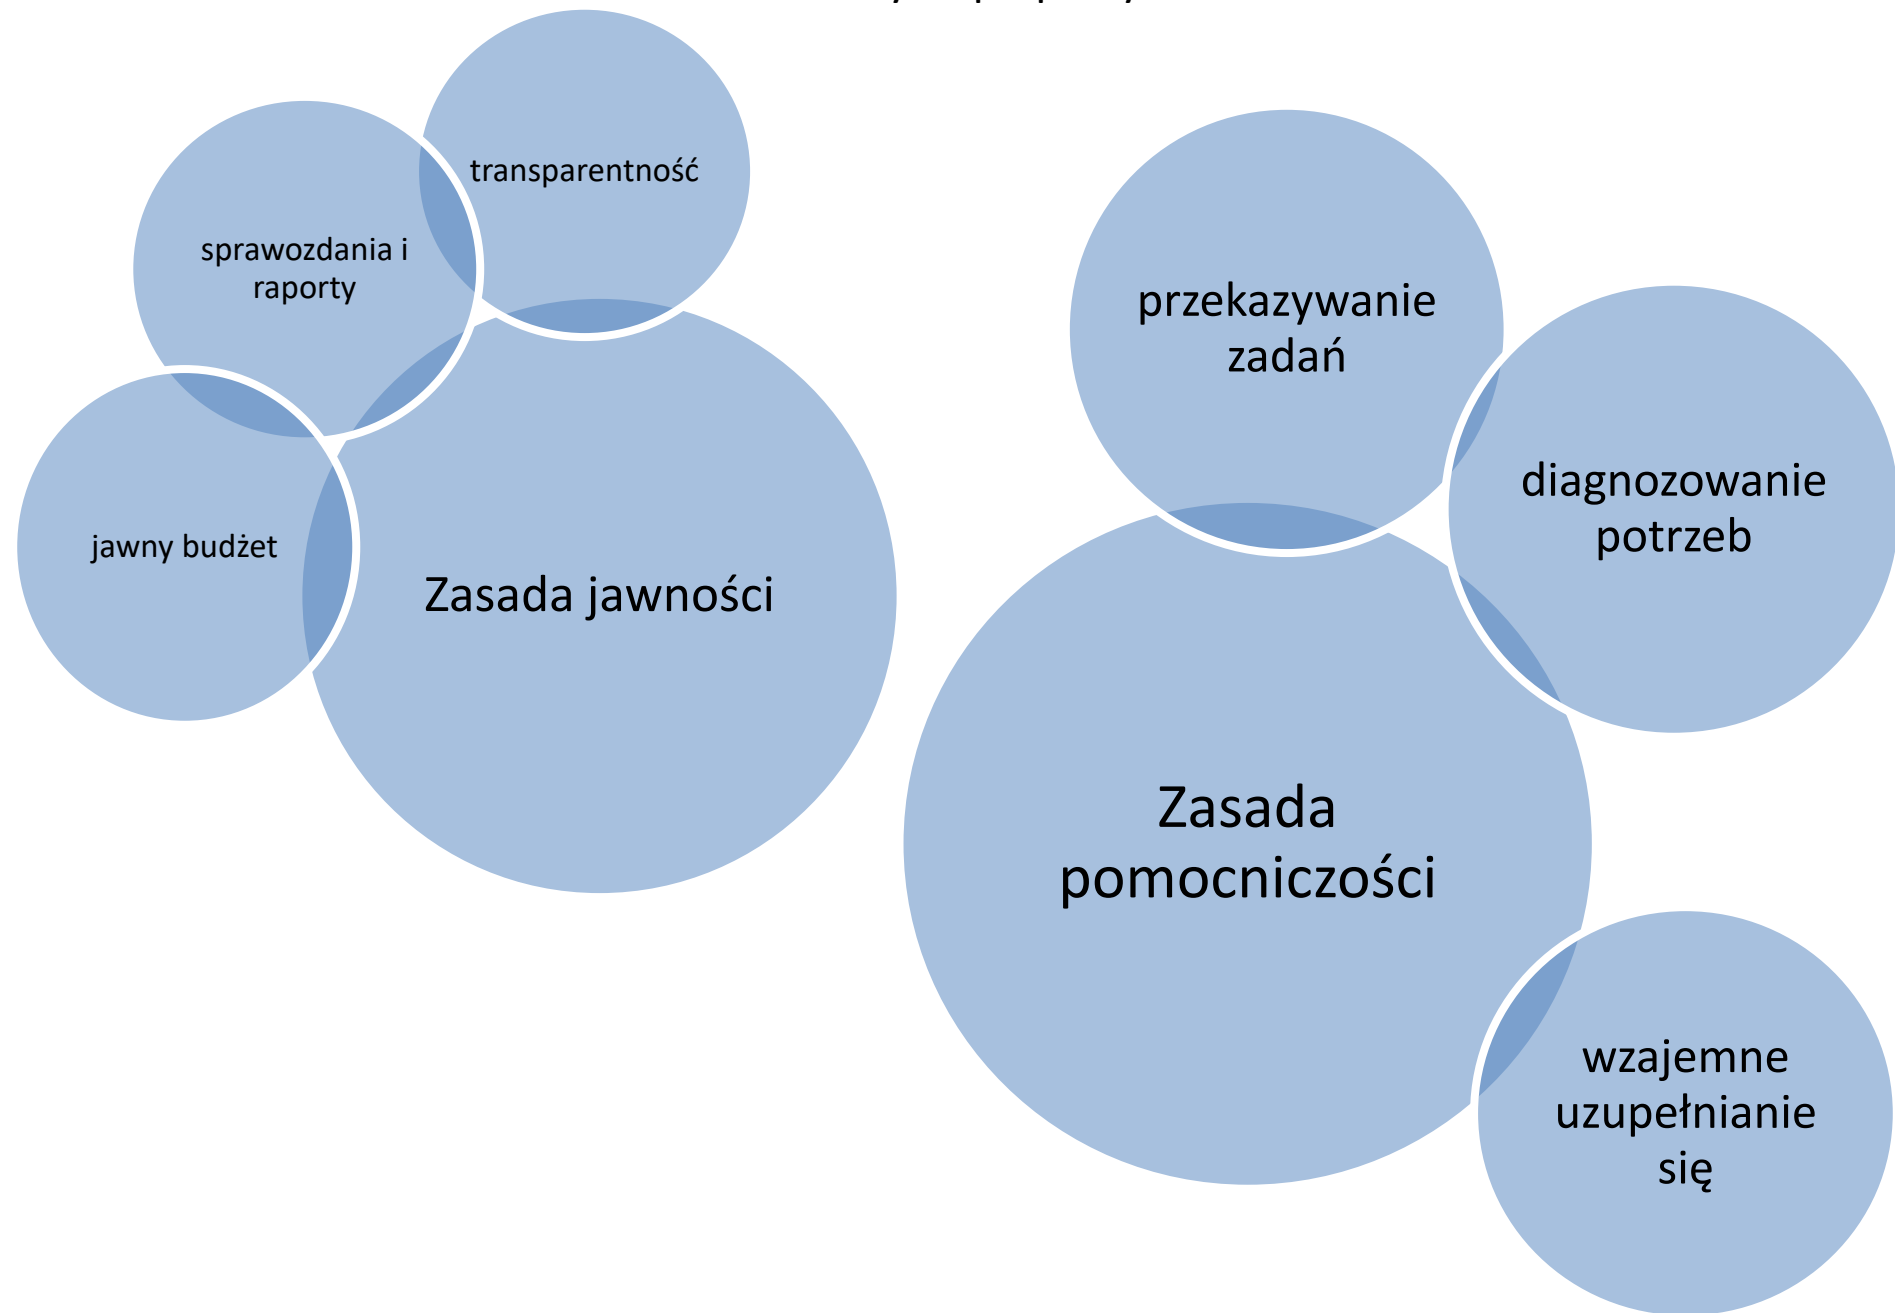 transparentność
sprawozdania i
raporty
jawny budżet
Zasada jawności
przekazywanie
zadań
diagnozowanie
potrzeb
Zasada
pomocniczości
wzajemne
uzupełnianie
się